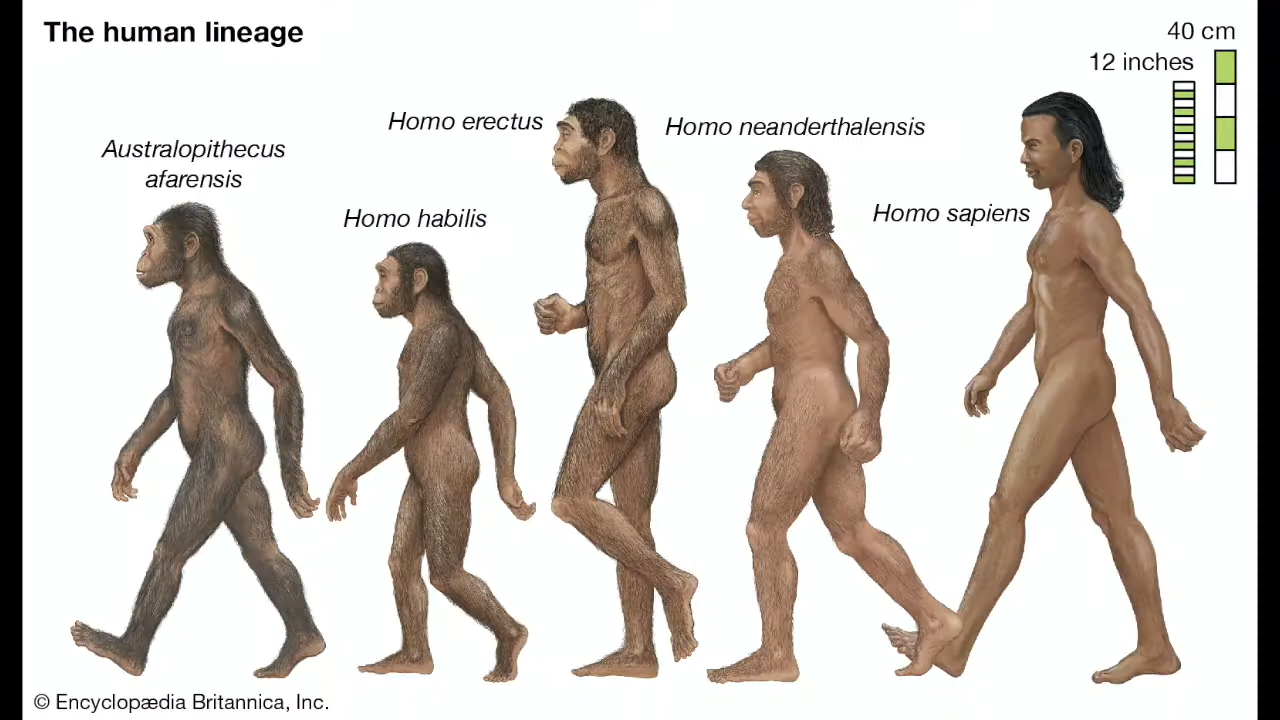 The human lineage
40 cm
12 inches
Homo erectus
Homo neanderthalensis
Australopithecus
afarensis
Homo habilis
Homo sapiens
© Encyclopædia Britannica, Inc.